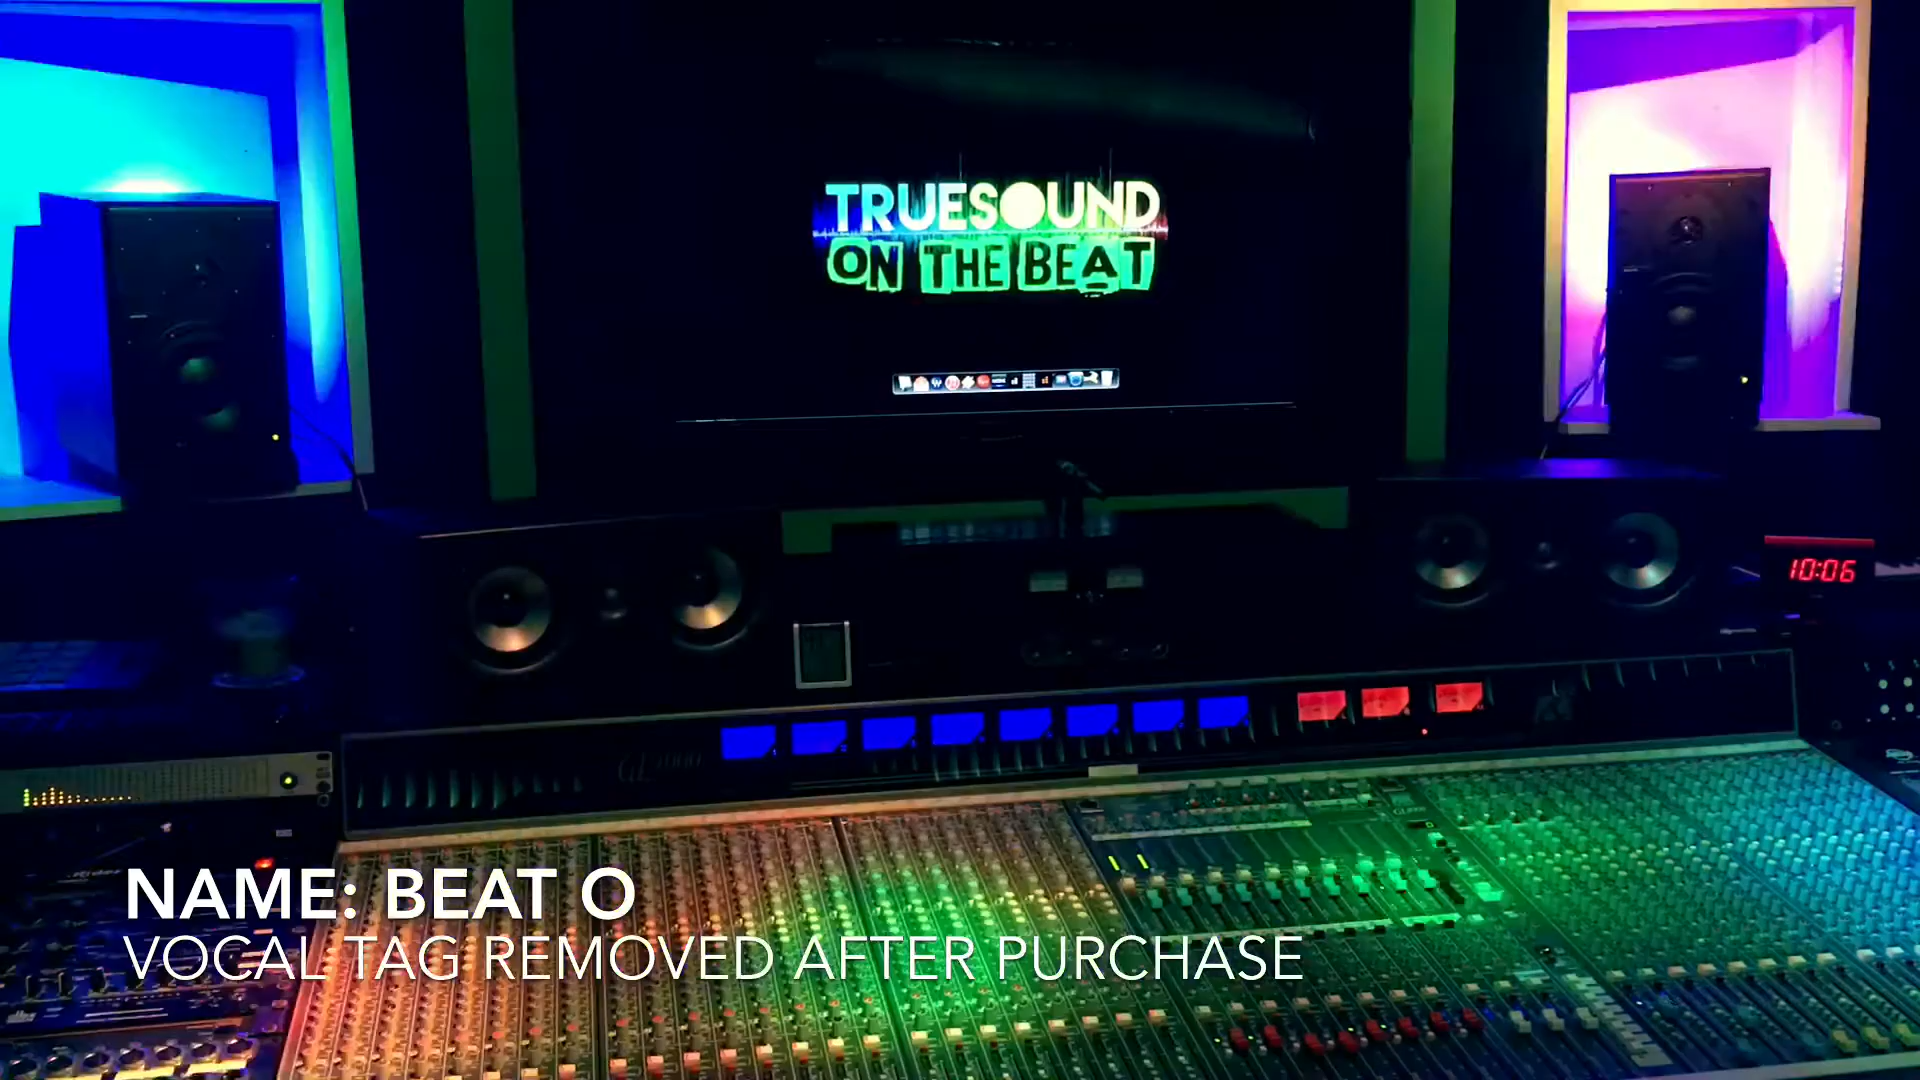 TRUESOUND
ON THE BEAT
10:06
NAME: BEAT O
VOCAL TAG REMOVED AFTER PURCHASE